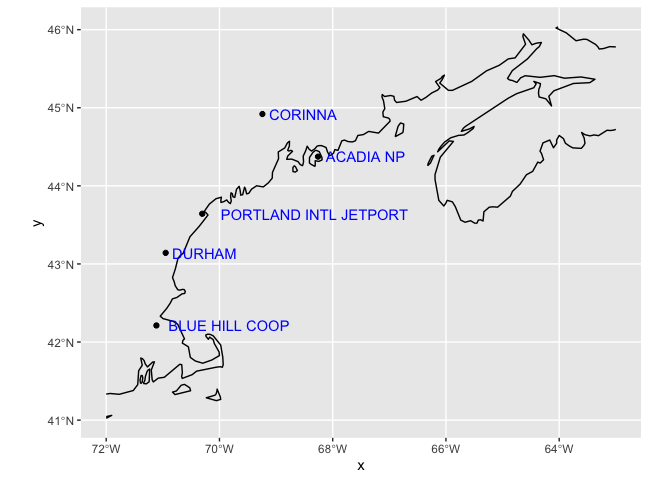 46°N
45°N
44°N
43°N
42°N
41°N
y
CORINNA
ACADIA NP
PORTLAND INTL JETPORT
DURHAM
BLUE HILL COOP
72°W
70°W
68°W
66°W
64°W
x